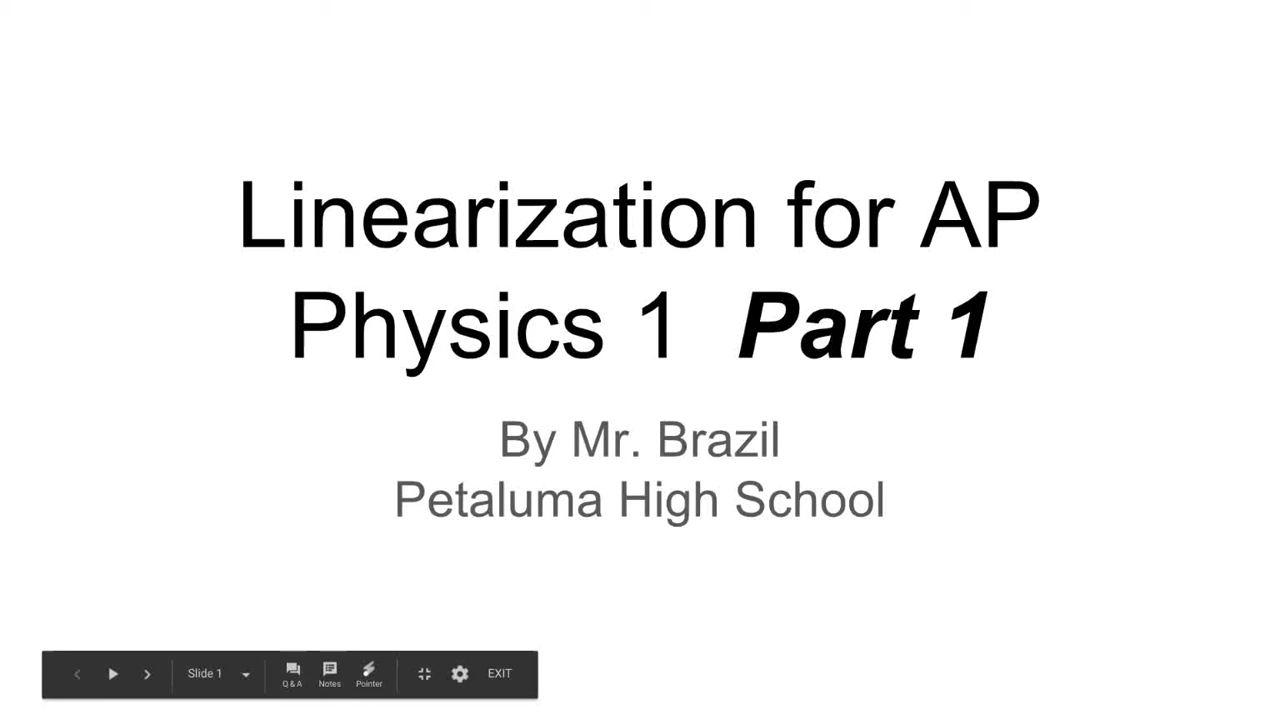 Linearization for AP
Physics 1 Part 1
By Mr. Brazil
Petaluma High School
Slide 1
Q & A
Notes
Pointer
EXIT